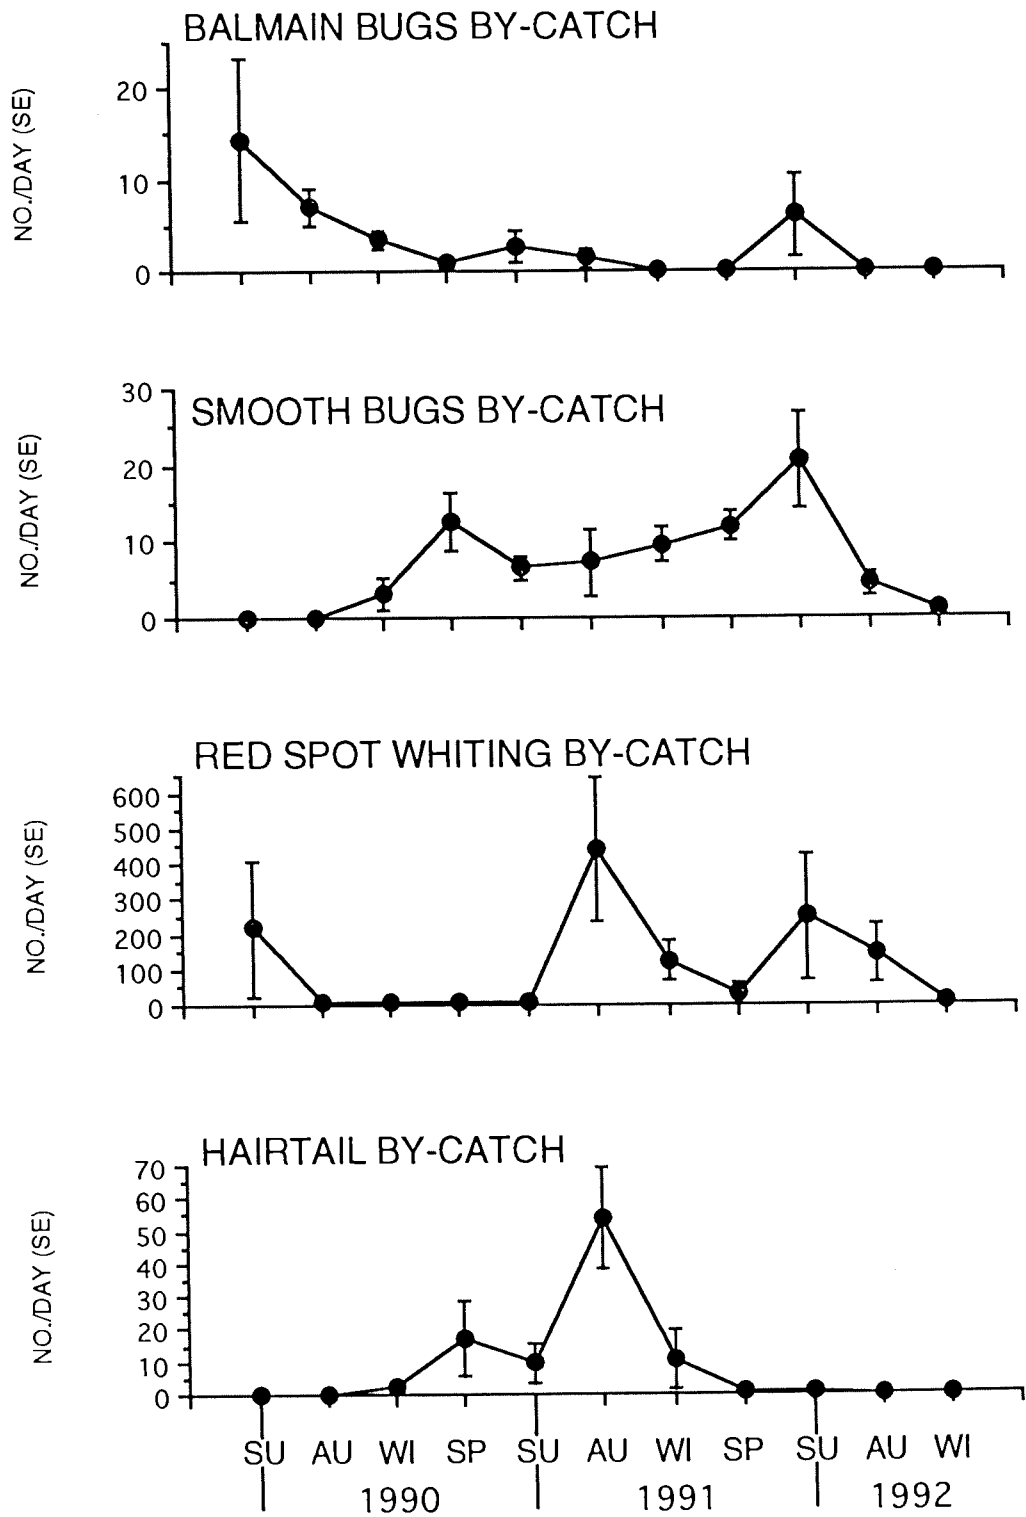 BALMAIN BUGS BY-CATCH
NO./DAY (SE)
20
10
0
SMOOTH BUGS BY-CATCH
NO./DAY (SE)
30
20
10
0
RED SPOT WHITING BY-CATCH
NO./DAY (SE)
600
500
400
300
200
100
0
HAIRTAIL BY-CATCH
NO./DAY (SE)
70
60
50
40
30
20
10
0
SU AU WI SP SU AU WI SP SU AU WI
1990 1991 1992